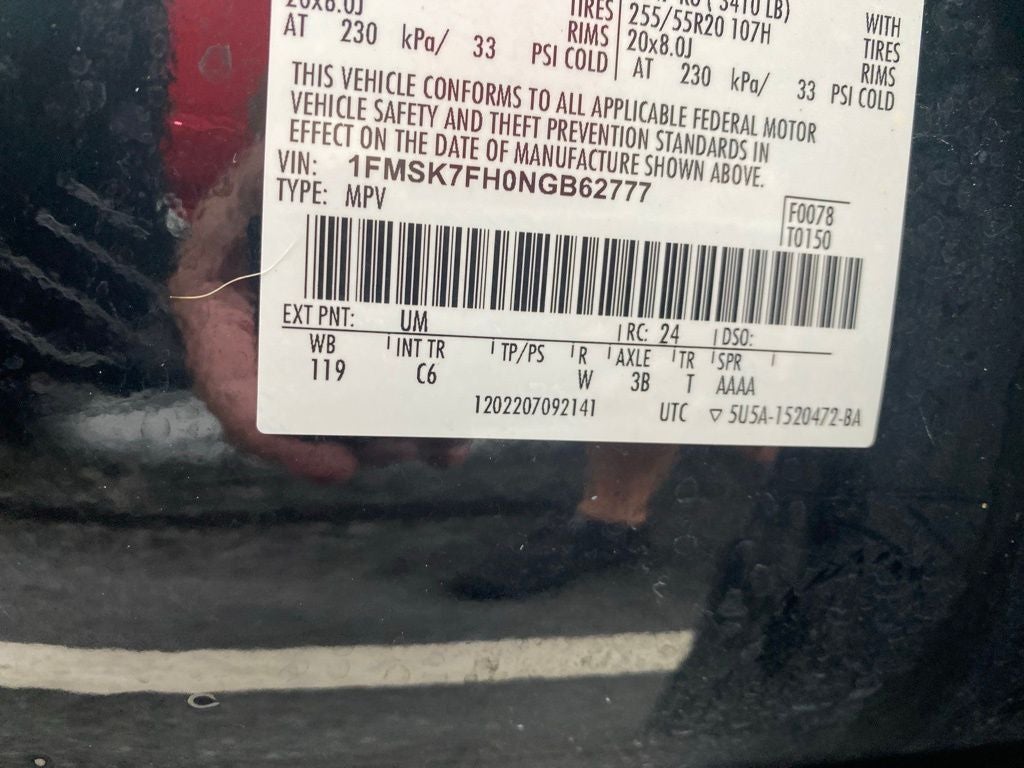 20x8.0J TIRES
AT 230 kPa/ 33 RIMS
PSI COLD
3410 LB)
255/55R20 107H WITH
20x8.0J TIRES
AT 230 kPa/ 33 RIMS
PSI COLD
THIS VEHICLE CONFORMS TO ALL APPLICABLE FEDERAL MOTOR
VEHICLE SAFETY AND THEFT PREVENTION STANDARDS IN
EFFECT ON THE DATE OF MANUFACTURE SHOWN ABOVE.
VIN: 1FMSK7FH0NGB62777
TYPE: MPV
F0078
T0150
EXT PNT: UM RC: 24 DSO:
WB INT TR TP/PS R AXLE TR SPR
119 C6 W 3B T AAAA
1202207092141 UTC ▽ 5U5A-1520472-BA